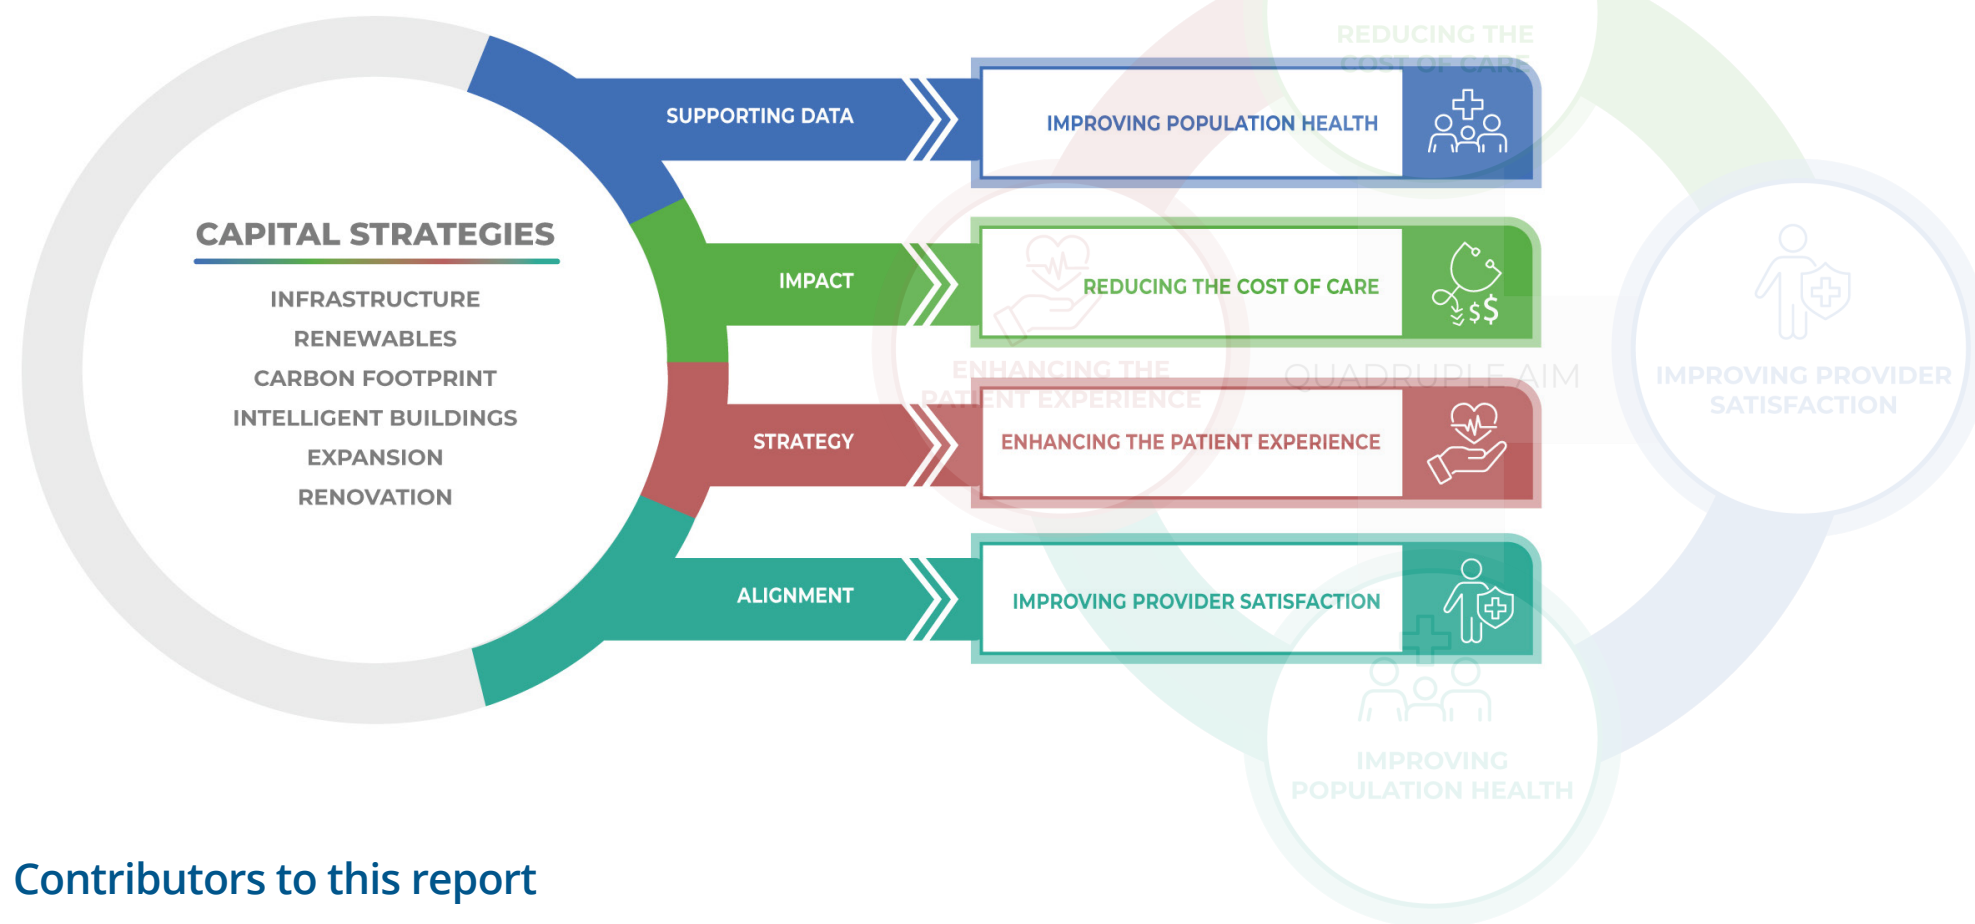 CAPITAL STRATEGIES
INFRASTRUCTURE
RENEWABLES
CARBON FOOTPRINT
INTELLIGENT BUILDINGS
EXPANSION
RENOVATION
SUPPORTING DATA
IMPROVING POPULATION HEALTH
IMPACT
REDUCING THE COST OF CARE
$$
STRATEGY
ENHANCING THE PATIENT EXPERIENCE
ALIGNMENT
IMPROVING PROVIDER SATISFACTION
REDUCING THE
COST OF CARE
ENHANCING THE
PATIENT EXPERIENCE
QUADRUPLE AIM
IMPROVING PROVIDER
SATISFACTION
IMPROVING
POPULATION HEALTH
Contributors to this report